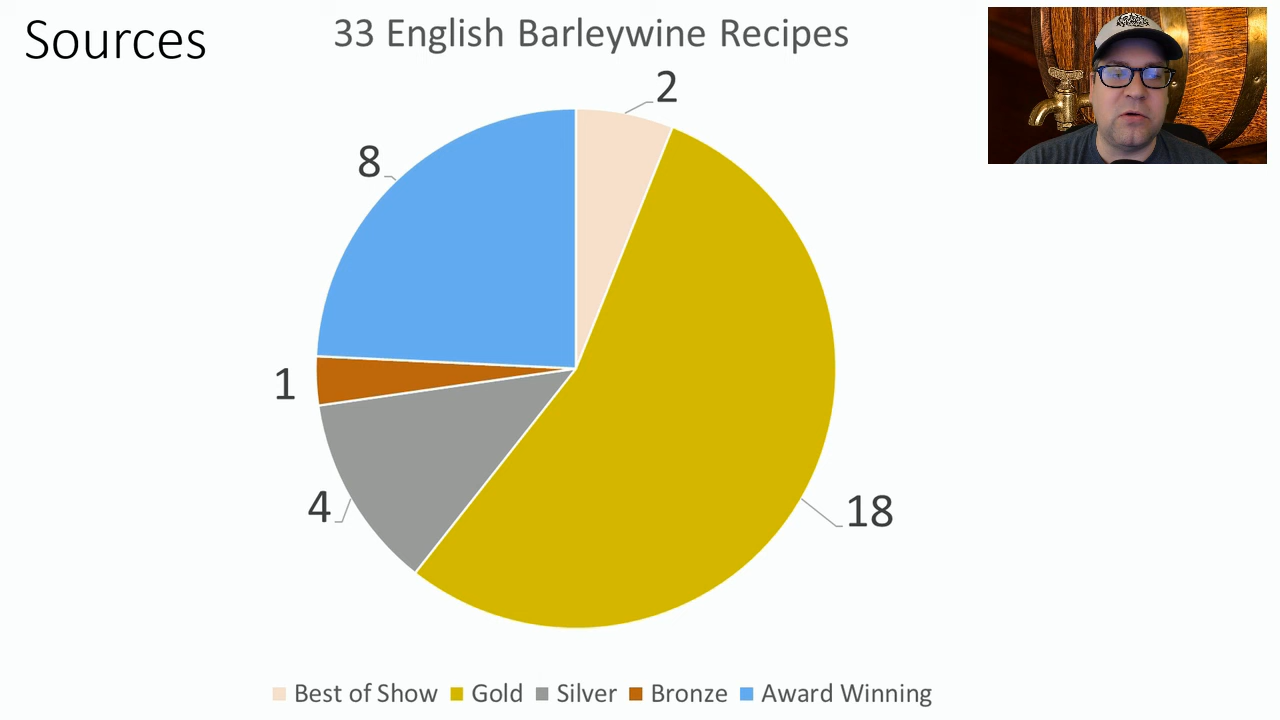 Sources
33 English Barleywine Recipes
2
8
1
4
18
Best of Show Gold Silver Bronze Award Winning